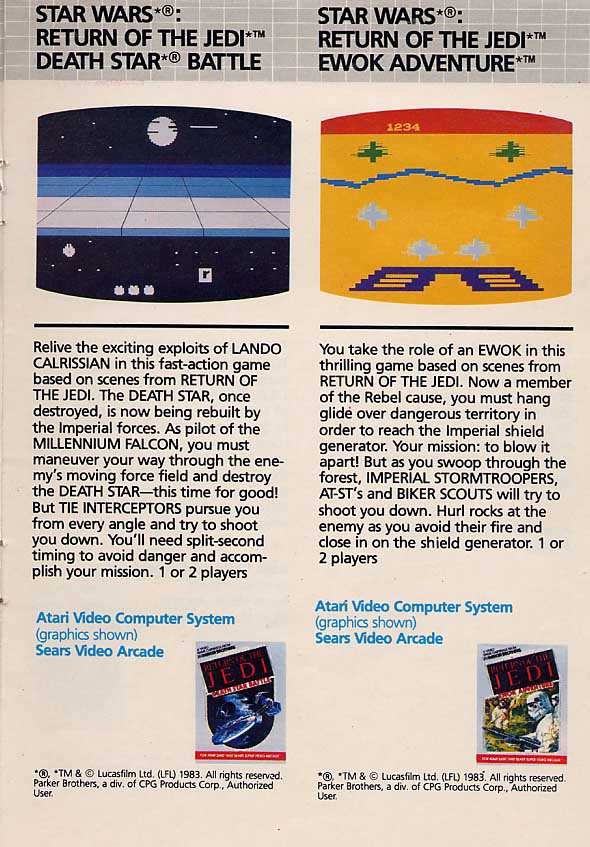 STAR WARS*®:
RETURN OF THE JEDI*™
DEATH STAR*® BATTLE
Relive the exciting exploits of LANDO
CALRISSIAN in this fast-action game
based on scenes from RETURN OF
THE JEDI. The DEATH STAR, once
destroyed, is now being rebuilt by
the Imperial forces. As pilot of the
MILLENNIUM FALCON, you must
maneuver your way through the ene-
my's moving force field and destroy
the DEATH STAR—this time for good!
But TIE INTERCEPTORS pursue you
from every angle and try to shoot
you down. You'll need split-second
timing to avoid danger and accom-
plish your mission. 1 or 2 players
Atari Video Computer System
(graphics shown)
Sears Video Arcade
PARKER BROTHERS
RETURN OF THE
JEDI
DEATH STAR BATTLE
*®, *TM & © Lucasfilm Ltd. (LFL) 1983. All rights reserved.
Parker Brothers, a div. of CPG Products Corp., Authorized
User.
STAR WARS*®:
RETURN OF THE JEDI*™
EWOK ADVENTURE*™
1234
You take the role of an EWOK in this
thrilling game based on scenes from
RETURN OF THE JEDI. Now a member
of the Rebel cause, you must hang
glide over dangerous territory in
order to reach the Imperial shield
generator. Your mission: to blow it
apart! But as you swoop through the
forest, IMPERIAL STORMTROOPERS,
AT-ST's and BIKER SCOUTS will try to
shoot you down. Hurl rocks at the
enemy as you avoid their fire and
close in on the shield generator. 1 or
2 players
Atari Video Computer System
(graphics shown)
Sears Video Arcade
PARKER BROTHERS
RETURN OF THE
JEDI
EWOK ADVENTURE
*®, *TM & © Lucasfilm Ltd. (LFL) 1983. All rights reserved.
Parker Brothers, a div. of CPG Products Corp., Authorized
User.